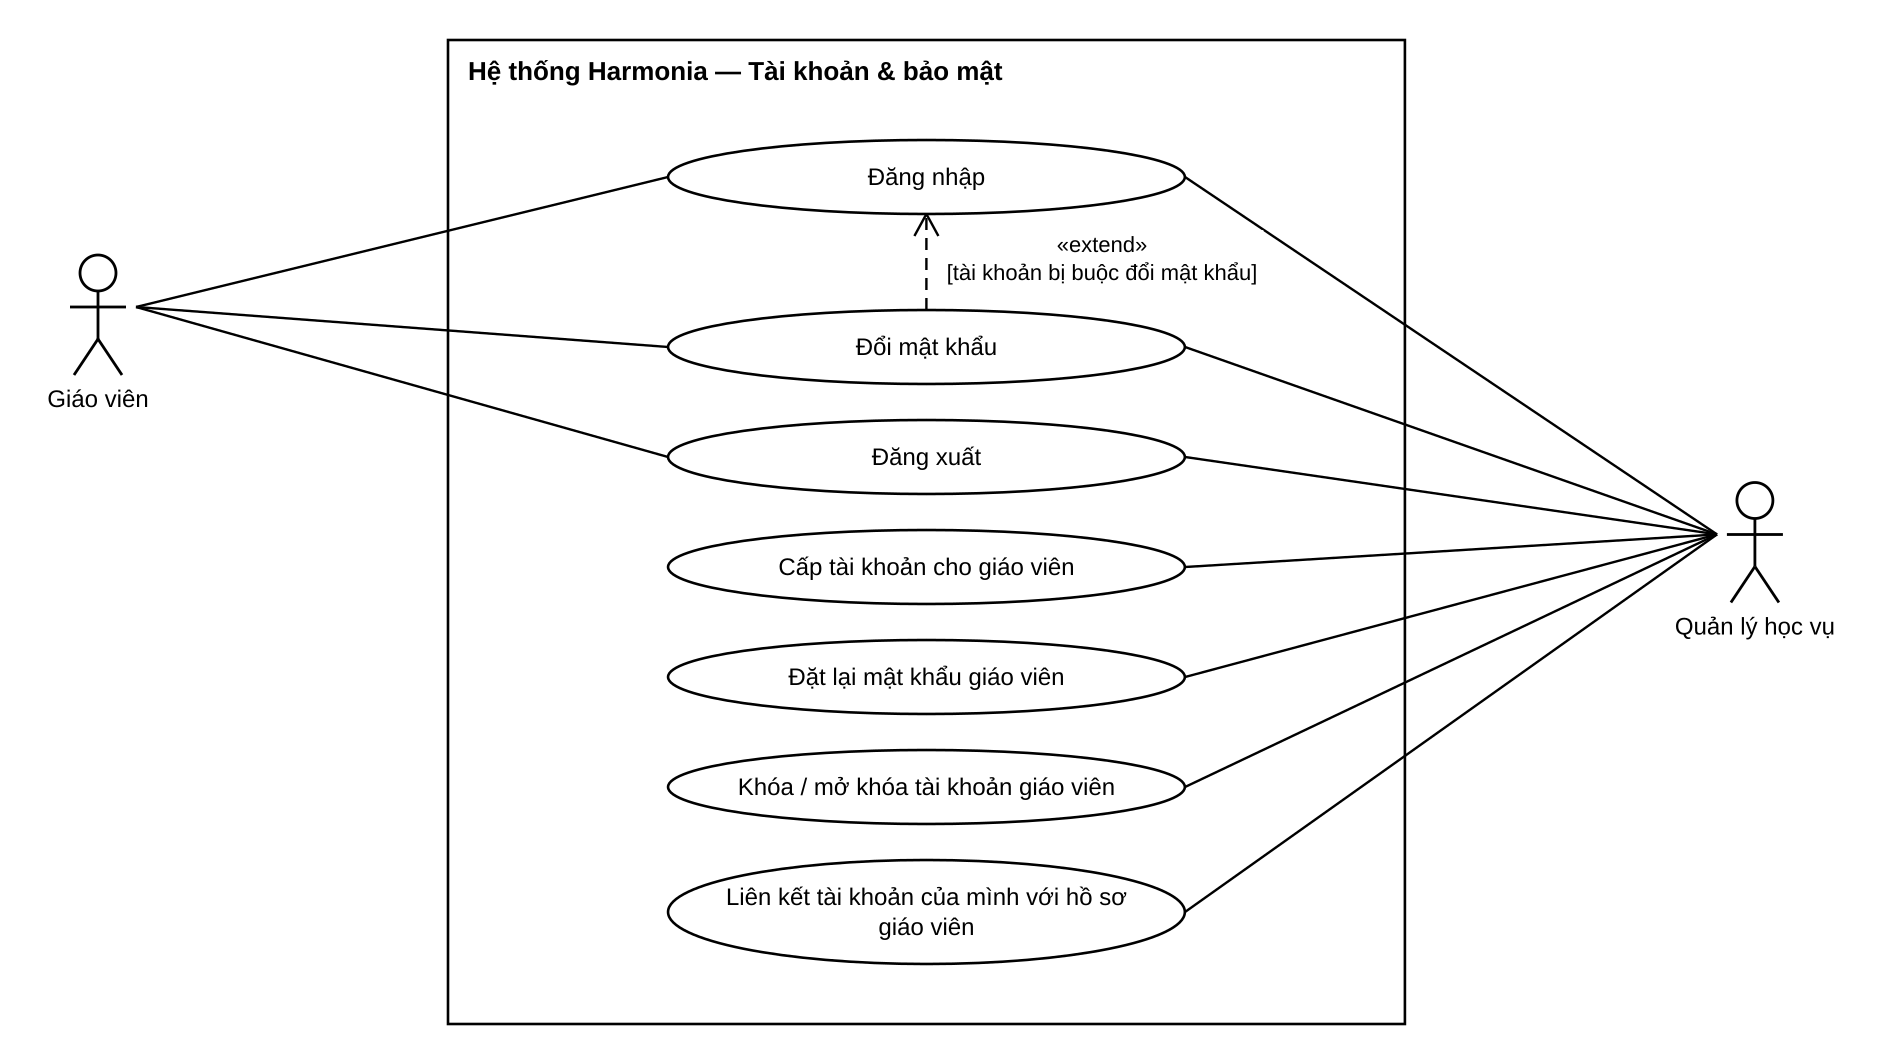 Hệ thống Harmonia — Tài khoản & bảo mật
Đăng nhập
«extend»
[tài khoản bị buộc đổi mật khẩu]
Đổi mật khẩu
Giáo viên
Đăng xuất
Cấp tài khoản cho giáo viên
Quản lý học vụ
Đặt lại mật khẩu giáo viên
Khóa / mở khóa tài khoản giáo viên
Liên kết tài khoản của mình với hồ sơ
giáo viên